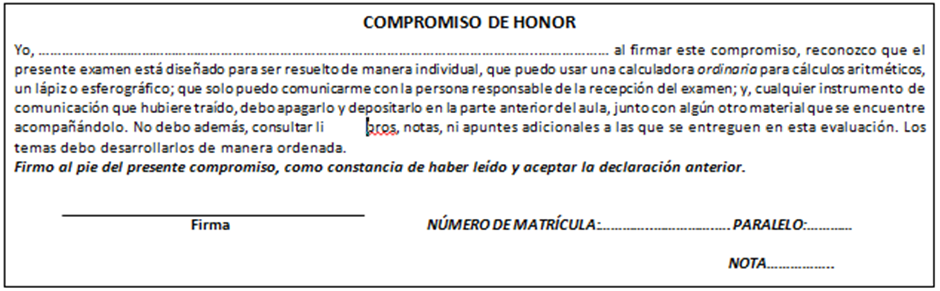 COMPROMISO DE HONOR
Yo, ………………………………………………………………………………………………..……………… al firmar este compromiso, reconozco que el
presente examen está diseñado para ser resuelto de manera individual, que puedo usar una calculadora ordinaria para cálculos aritméticos,
un lápiz o esferográfico; que solo puedo comunicarme con la persona responsable de la recepción del examen; y, cualquier instrumento de
comunicación que hubiere traído, debo apagarlo y depositarlo en la parte anterior del aula, junto con algún otro material que se encuentre
acompañándolo. No debo además, consultar li bros, notas, ni apuntes adicionales a las que se entreguen en esta evaluación. Los
temas debo desarrollarlos de manera ordenada.
Firmo al pie del presente compromiso, como constancia de haber leído y aceptar la declaración anterior.
Firma NÚMERO DE MATRÍCULA:…………..……………….… PARALELO:…………
NOTA……………..